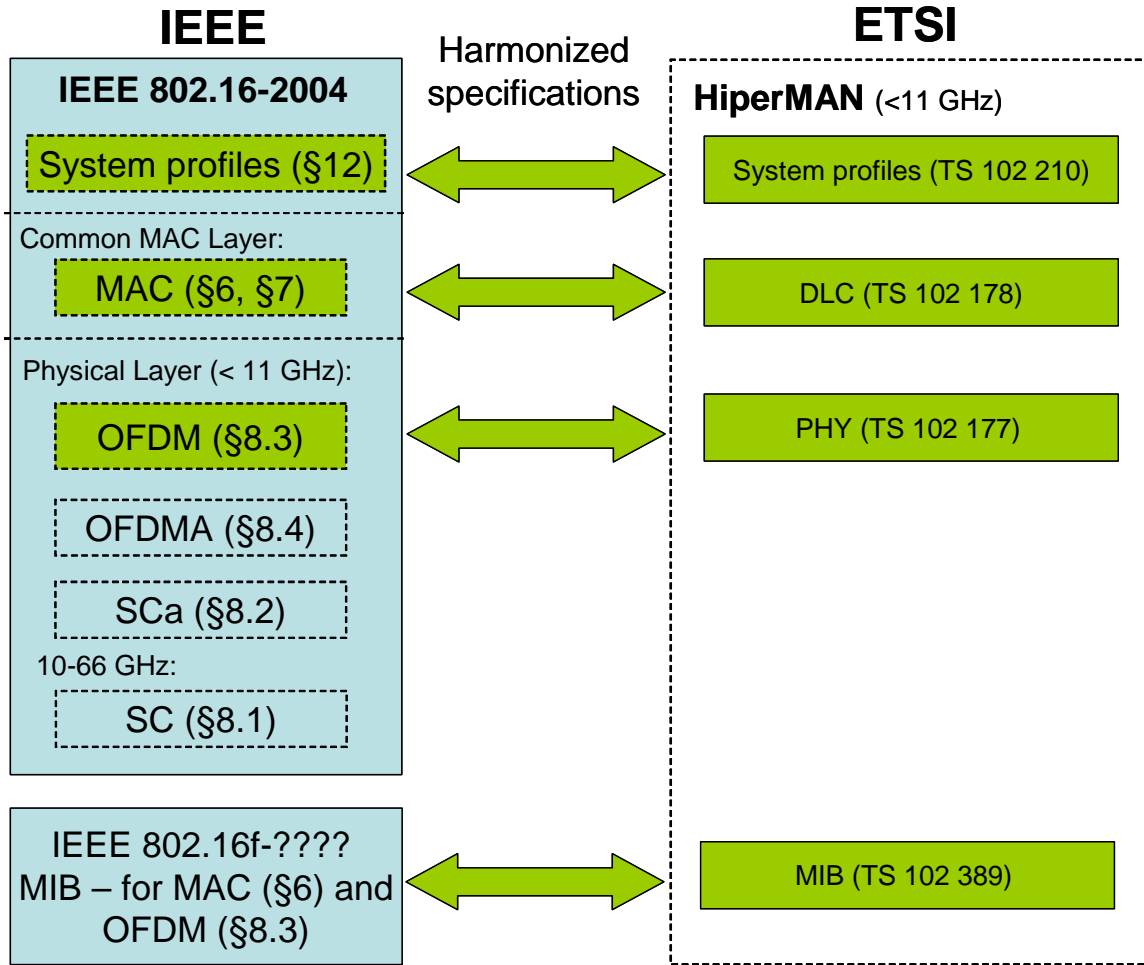 IEEE
ETSI
Harmonized
specifications
IEEE 802.16-2004
System profiles (§12)
Common MAC Layer:
MAC (§6, §7)
Physical Layer (< 11 GHz):
OFDM (§8.3)
OFDMA (§8.4)
SCa (§8.2)
10-66 GHz:
SC (§8.1)
IEEE 802.16f-????
MIB – for MAC (§6) and
OFDM (§8.3)
HiperMAN (<11 GHz)
System profiles (TS 102 210)
DLC (TS 102 178)
PHY (TS 102 177)
MIB (TS 102 389)